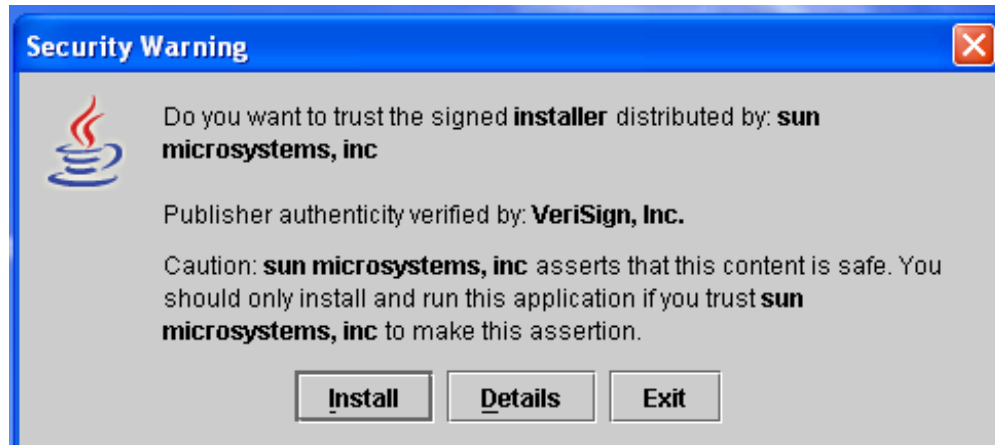 Security Warning
Do you want to trust the signed installer distributed by: sun
microsystems, inc
Publisher authenticity verified by: VeriSign, Inc.
Caution: sun microsystems, inc asserts that this content is safe. You
should only install and run this application if you trust sun
microsystems, inc to make this assertion.
Install Details Exit